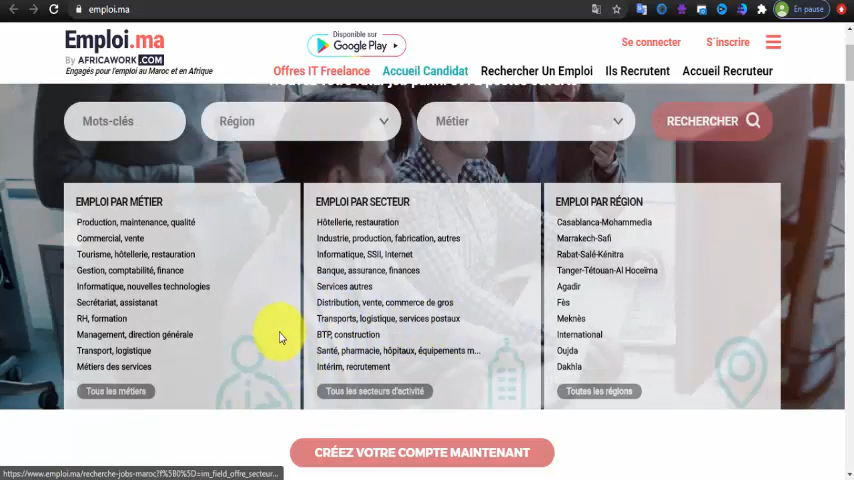 emploi.ma
En pause
Emploi.ma
By AFRICAWORK.COM
Engagés pour l'emploi au Maroc et en Afrique
Disponible sur
Google Play
Se connecter
S`inscrire
Offres IT Freelance
Accueil Candidat
Rechercher Un Emploi
Ils Recrutent
Accueil Recruteur
Mots-clés
Région
Métier
RECHERCHER
EMPLOI PAR MÉTIER
Production, maintenance, qualité
Commercial, vente
Tourisme, hôtellerie, restauration
Gestion, comptabilité, finance
Informatique, nouvelles technologies
Secrétariat, assistanat
RH, formation
Management, direction générale
Transport, logistique
Métiers des services
Tous les métiers
EMPLOI PAR SECTEUR
Hôtellerie, restauration
Industrie, production, fabrication, autres
Informatique, SSII, Internet
Banque, assurance, finances
Services autres
Distribution, vente, commerce de gros
Transports, logistique, services postaux
BTP, construction
Santé, pharmacie, hôpitaux, équipements m...
Intérim, recrutement
Tous les secteurs d'activité
EMPLOI PAR RÉGION
Casablanca-Mohammedia
Marrakech-Safi
Rabat-Salé-Kénitra
Tanger-Tétouan-Al Hoceïma
Agadir
Fès
Meknès
International
Oujda
Dakhla
Toutes les régions
CRÉEZ VOTRE COMPTE MAINTENANT
https://www.emploi.ma/recherche-jobs-maroc?f%5B0%5D=im_field_offre_secteur...